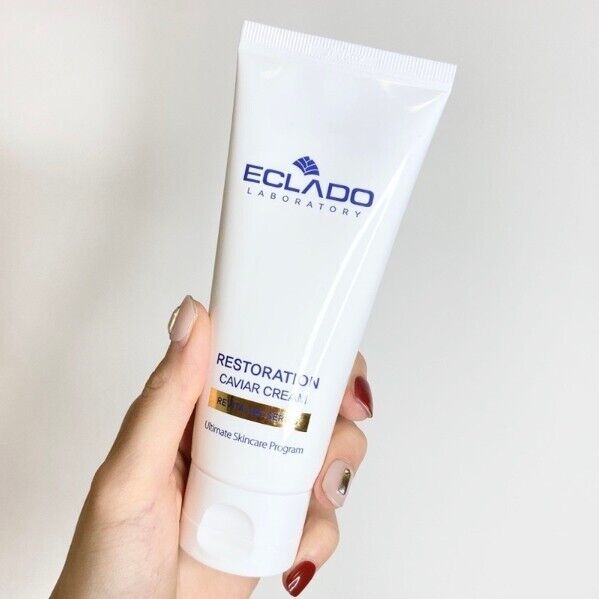 ECLADO
LABORATORY
RESTORATION
CAVIAR CREAM
Ultimate Skincare Program